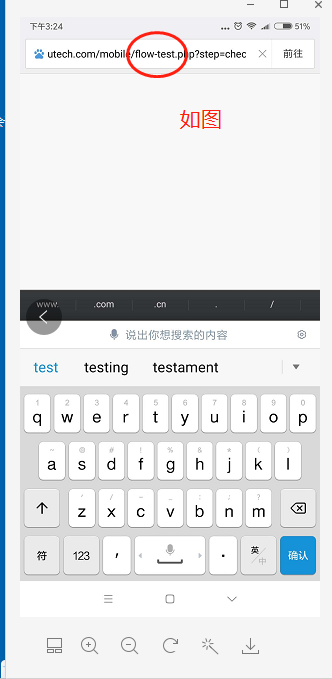 下午3:24
... 51%
utech.com/mobile/flow-test.php?step=chec
前往
如图
www. .com .cn . /
说出你想搜索的内容
test testing testament
1 2 3 4 5 6 7 8 9 0
q w e r t y u i o p
a s d f g h j k l
z x c v b n m
符 123 , . 英/中 确认